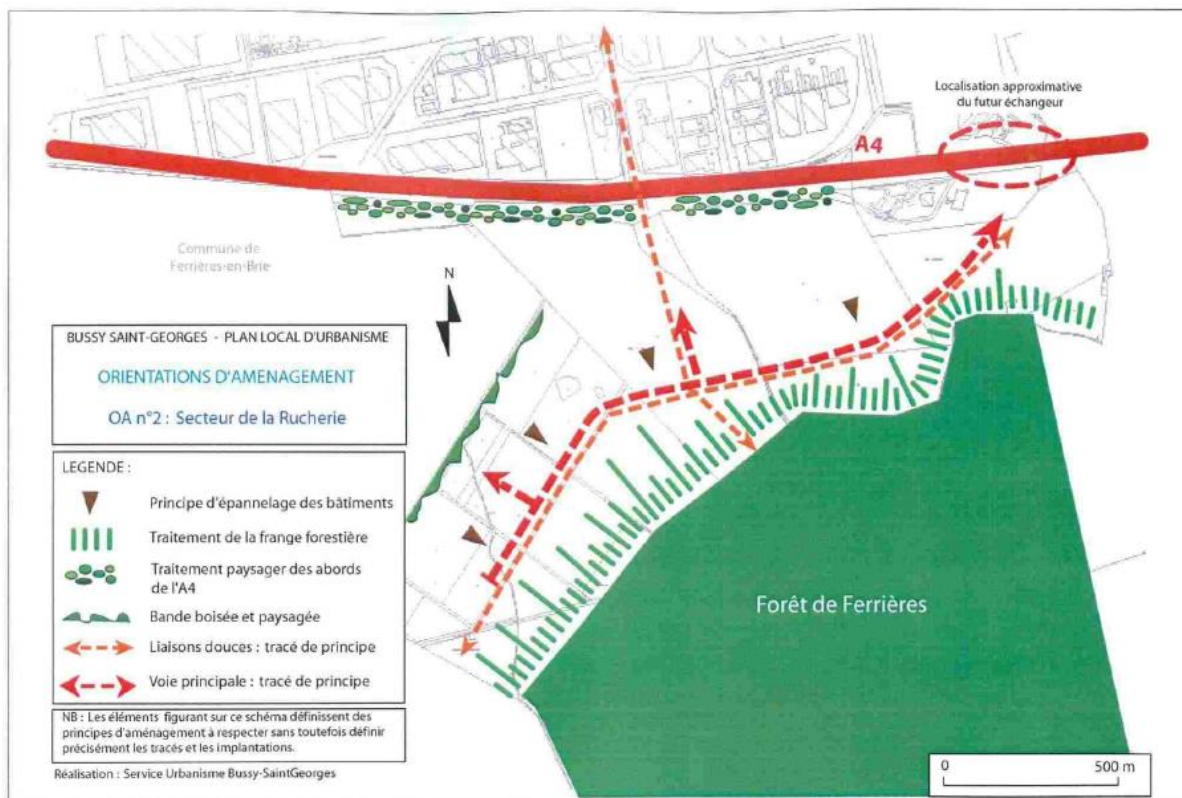 Localisation approximative
du futur échangeur
A4
Commune de
Ferrières-en-Brie
N
BUSSY SAINT-GEORGES - PLAN LOCAL D'URBANISME
ORIENTATIONS D'AMENAGEMENT
OA n°2 : Secteur de la Rucherie
LEGENDE :
Principe d'épannelage des bâtiments
Traitement de la frange forestière
Traitement paysager des abords
de l'A4
Bande boisée et paysagée
Liaisons douces : tracé de principe
Voie principale : tracé de principe
NB : Les éléments figurant sur ce schéma définissent des
principes d'aménagement à respecter sans toutefois définir
précisément les tracés et les implantations.
Réalisation : Service Urbanisme Bussy-SaintGeorges
Forêt de Ferrières
0 500 m